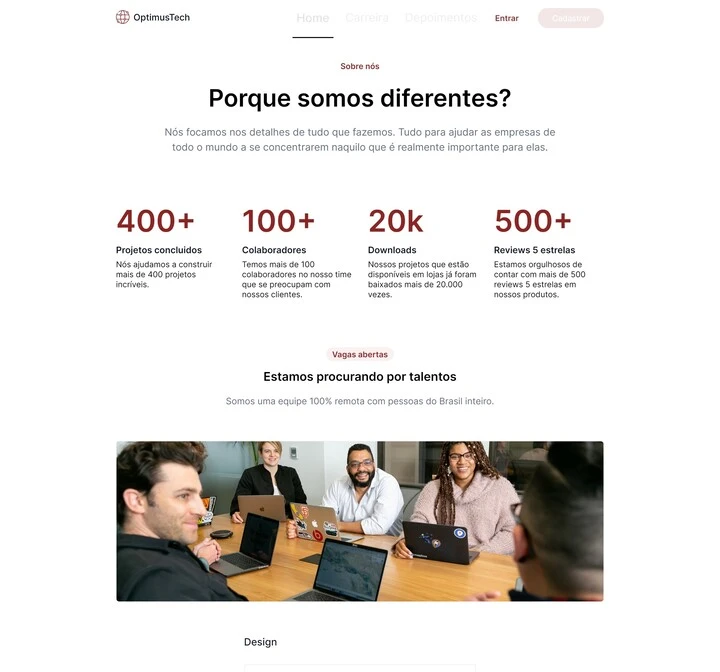 OptimusTech
Home Carreira Depoimentos Entrar Cadastrar
Sobre nós
Porque somos diferentes?
Nós focamos nos detalhes de tudo que fazemos. Tudo para ajudar as empresas de
todo o mundo a se concentrarem naquilo que é realmente importante para elas.
400+
Projetos concluidos
Nós ajudamos a construir
mais de 400 projetos
incríveis.
100+
Colaboradores
Temos mais de 100
colaboradores no nosso time
que se preocupam com
nossos clientes.
20k
Downloads
Nossos projetos que estão
disponíveis em lojas já foram
baixados mais de 20.000
vezes.
500+
Reviews 5 estrelas
Estamos orgulhosos de
contar com mais de 500
reviews 5 estrelas em
nossos produtos.
Vagas abertas
Estamos procurando por talentos
Somos uma equipe 100% remota com pessoas do Brasil inteiro.
Design